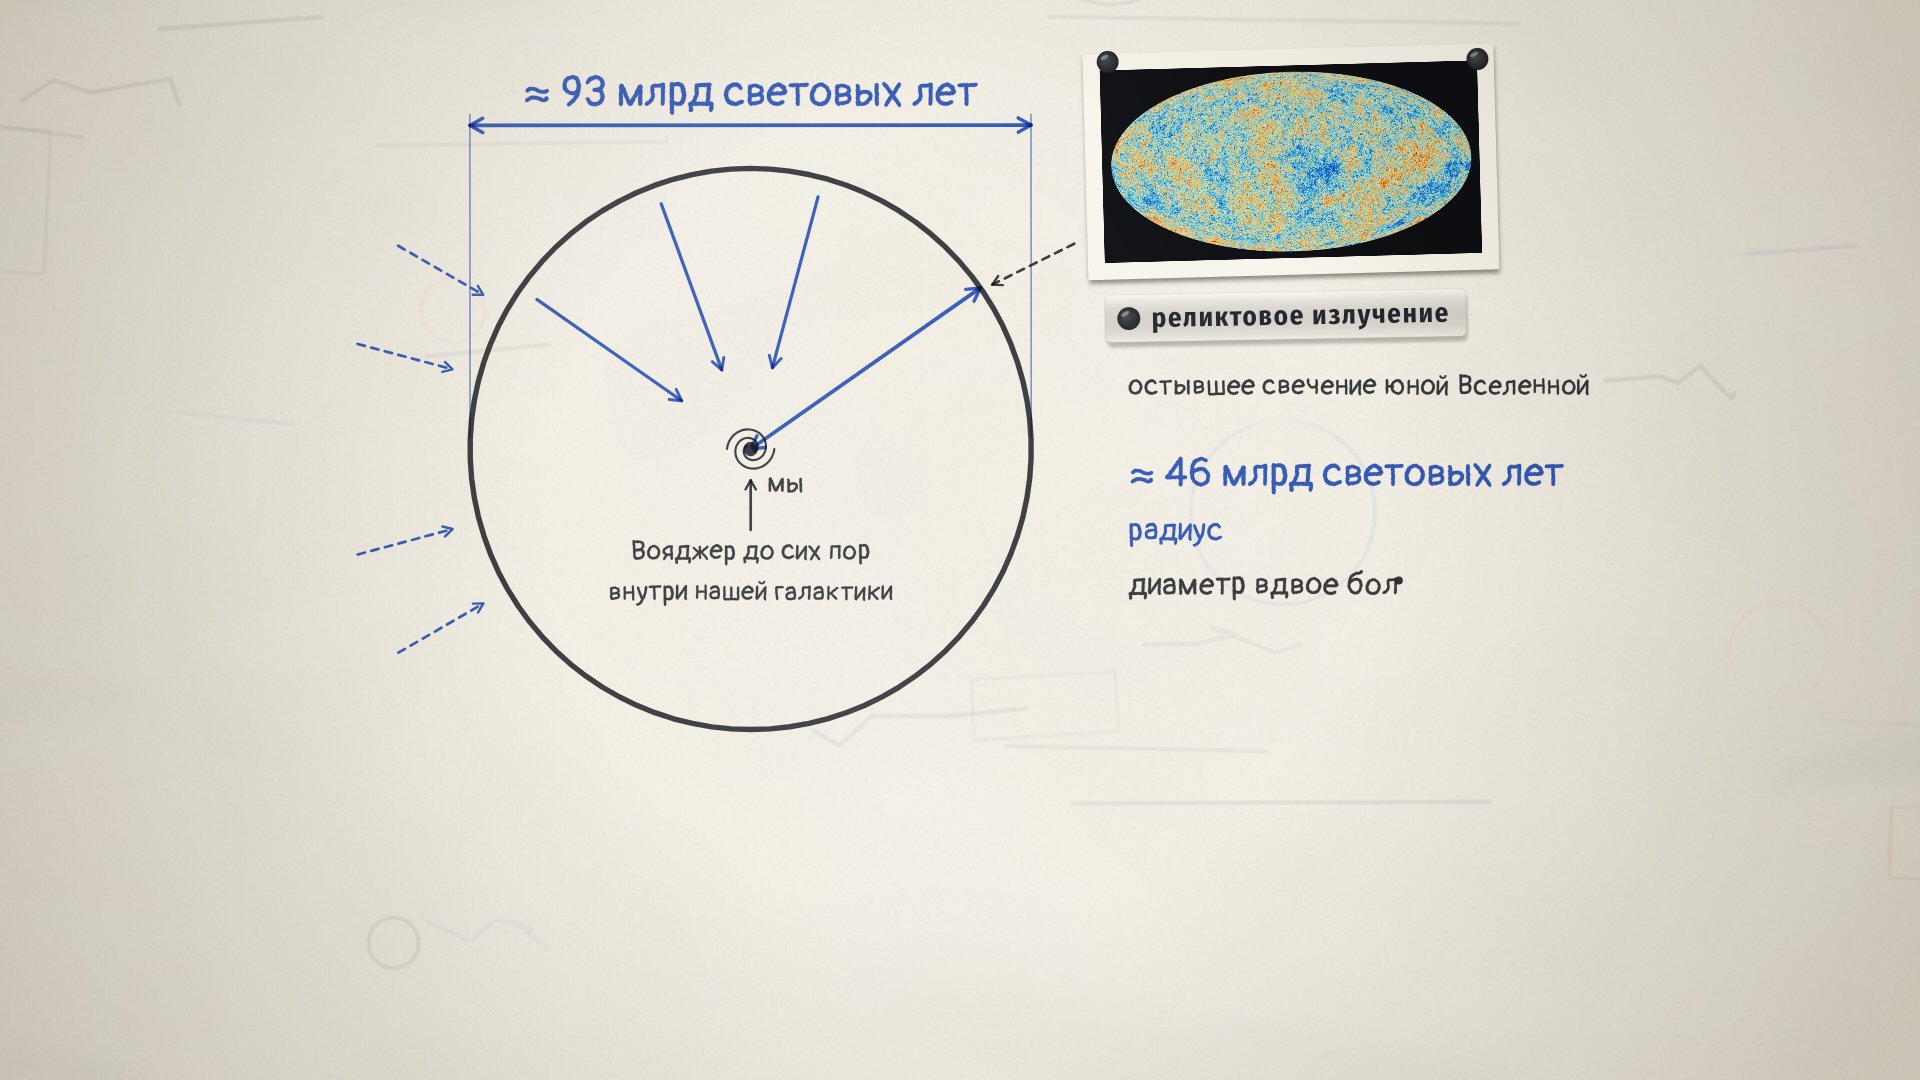 ≈ 93 млрд световых лет
мы
Вояджер до сих пор
внутри нашей галактики
реликтовое излучение
остывшее свечение юной Вселенной
≈ 46 млрд световых лет
радиус
диаметр вдвое бол